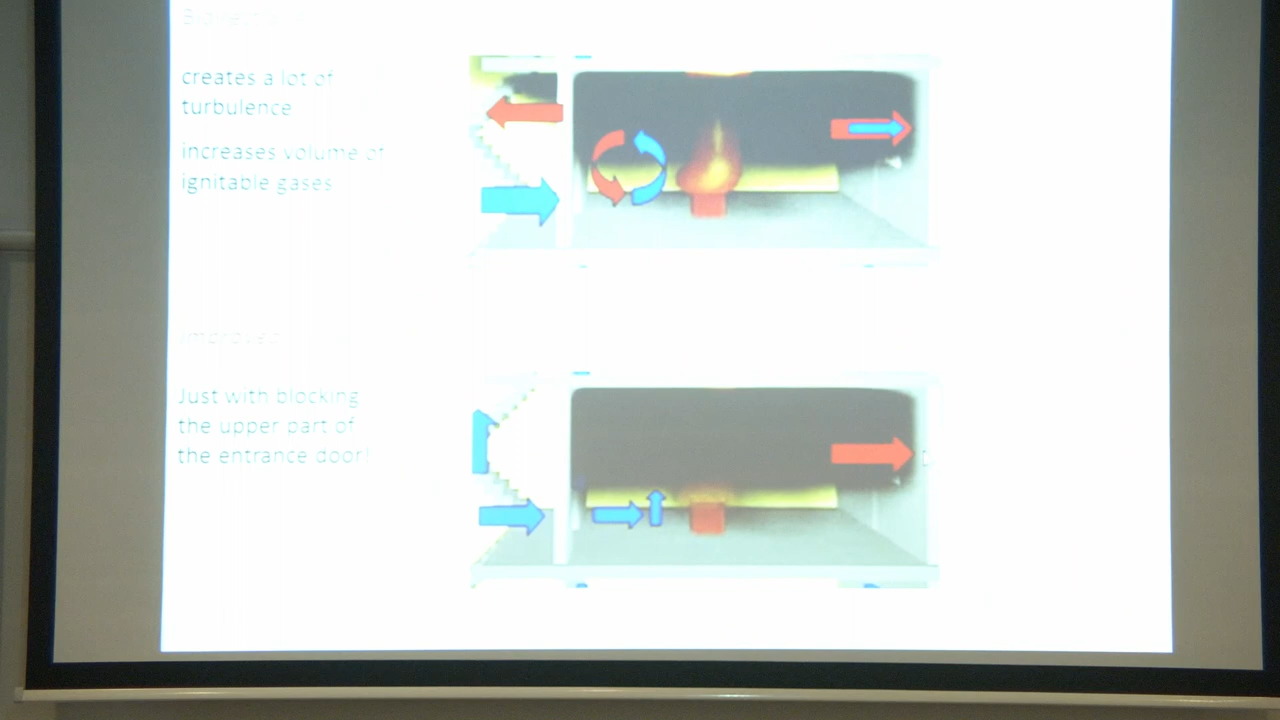 creates a lot of
turbulence
increases volume of
ignitable gases
Improved
Just with blocking
the upper part of
the entrance door!